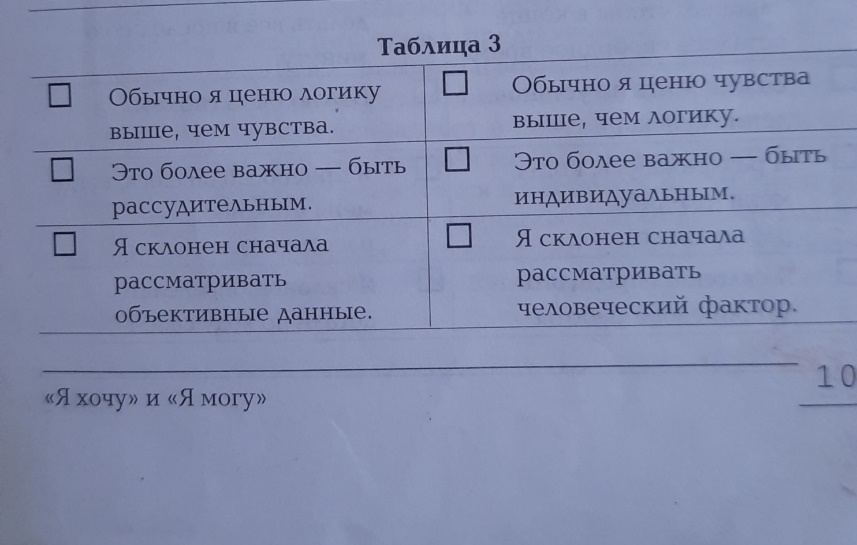 Таблица 3
Обычно я ценю логику
выше, чем чувства.
Обычно я ценю чувства
выше, чем логику.
Это более важно — быть
рассудительным.
Это более важно — быть
индивидуальным.
Я склонен сначала
рассматривать
объективные данные.
Я склонен сначала
рассматривать
человеческий фактор.
«Я хочу» и «Я могу»
10